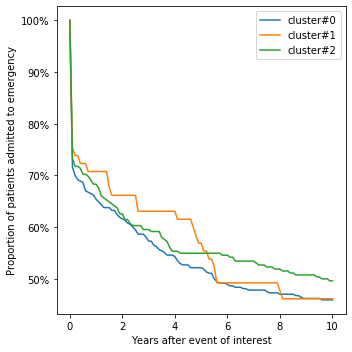 100%
90%
80%
70%
60%
50%
Proportion of patients admitted to emergency
cluster#0
cluster#1
cluster#2
0 2 4 6 8 10
Years after event of interest